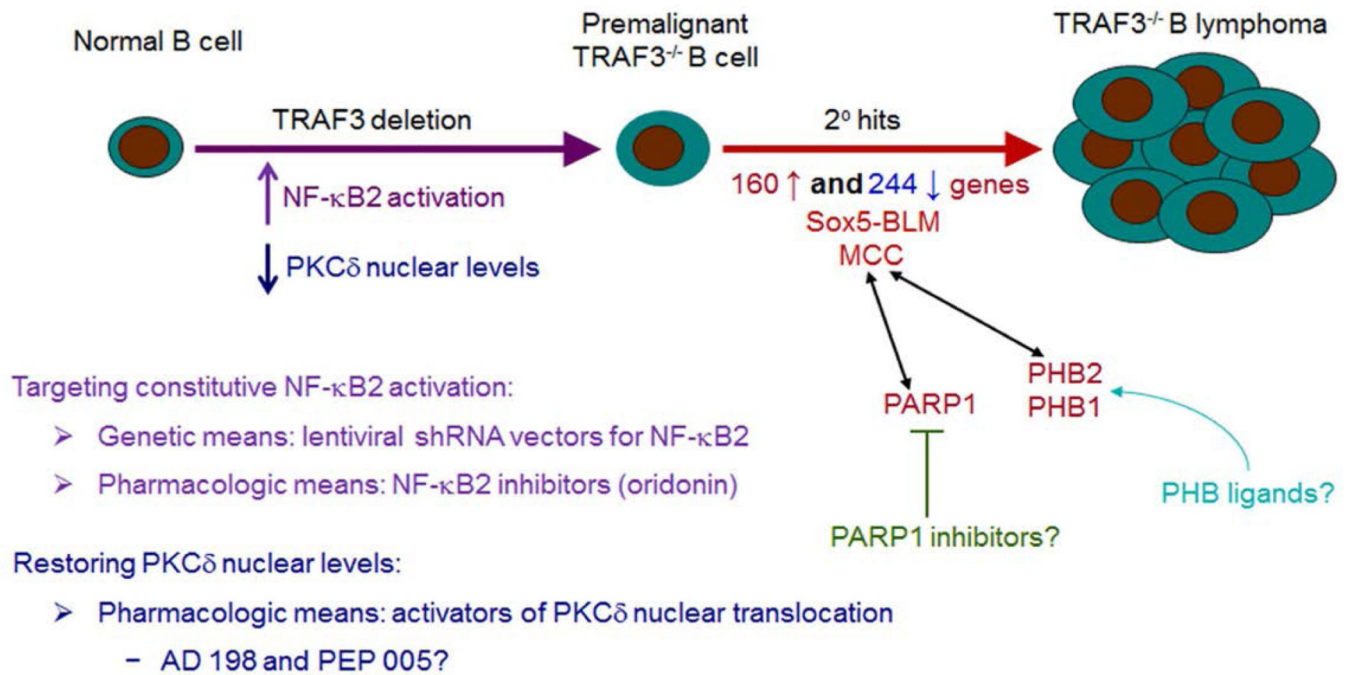 Normal B cell
Premalignant
TRAF3-/- B cell
TRAF3-/- B lymphoma
TRAF3 deletion
2o hits
NF-κB2 activation
PKCδ nuclear levels
160 ↑ and 244 ↓ genes
Sox5-BLM
MCC
PARP1
PHB2
PHB1
PARP1 inhibitors?
PHB ligands?
Targeting constitutive NF-κB2 activation:
➢ Genetic means: lentiviral shRNA vectors for NF-κB2
➢ Pharmacologic means: NF-κB2 inhibitors (oridonin)
Restoring PKCδ nuclear levels:
➢ Pharmacologic means: activators of PKCδ nuclear translocation
− AD 198 and PEP 005?